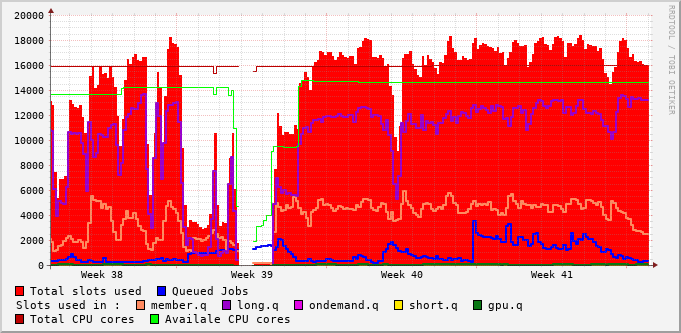 20000
18000
16000
14000
12000
10000
8000
6000
4000
2000
0
Week 38 Week 39 Week 40 Week 41
RRDTOOL / TOBI OETIKER
Total slots used Queued Jobs
Slots used in : member.q long.q ondemand.q short.q gpu.q
Total CPU cores Availale CPU cores